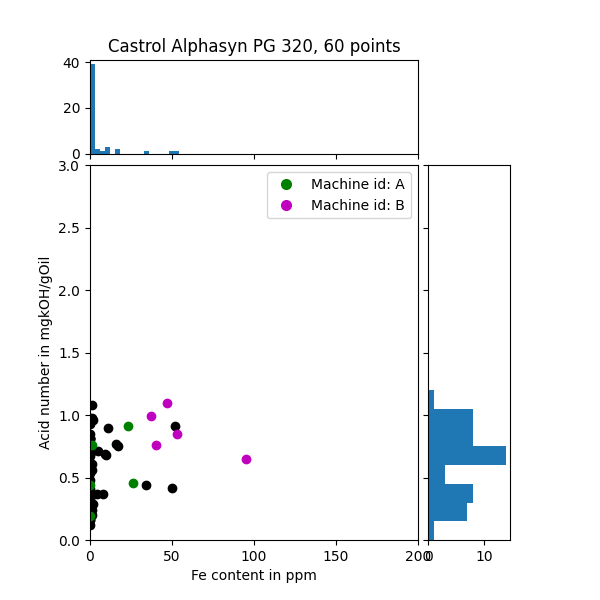 Castrol Alphasyn PG 320, 60 points
40
20
0
3.0
2.5
2.0
1.5
1.0
0.5
0.0
Acid number in mgkOH/gOil
Machine id: A
Machine id: B
0 50 100 150 200
0 10
Fe content in ppm